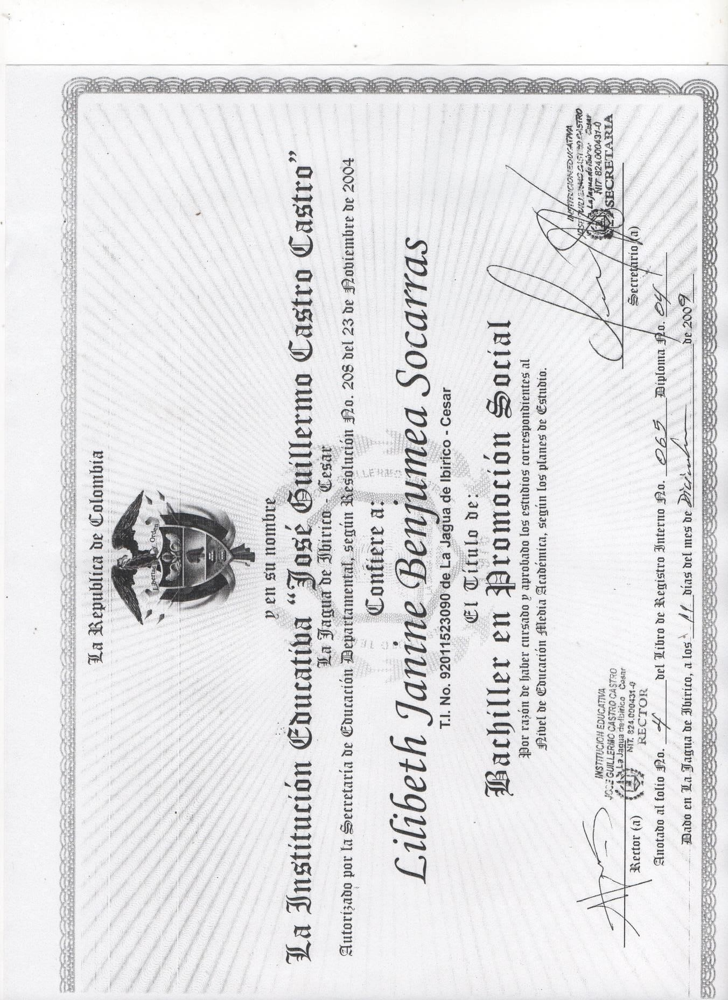 La Republica de Colombia
Libertad y Orden
y en su nombre
La Institución Educativa “José Guillermo Castro Castro”
La Jagua de Ibirico - Cesar
Autorizado por la Secretaría de Educación Departamental, según Resolución No. 208 del 23 de Noviembre de 2004
Confiere a:
Lilibeth Janine Benjumea Socarras
T.I. No. 92011523090 de La Jagua de Ibirico - Cesar
El Título de:
Bachiller en Promoción Social
Por razón de haber cursado y aprobado los estudios correspondientes al
Nivel de Educación Media Académica, según los planes de Estudio.
INSTITUCION EDUCATIVA
JOSE GUILLERMO CASTRO CASTRO
La Jagua de Ibirico Cesar
NIT. 824.000431-0
RECTOR
Rector (a)
INSTITUCION EDUCATIVA
JOSE GUILLERMO CASTRO CASTRO
La Jagua de Ibirico Cesar
NIT 824.000431-0
SECRETARIA
Secretario (a)
Anotado al folio No. 4 del Libro de Registro Interno No. 065 Diploma No. 04
Dado en La Jagua de Ibirico, a los 11 días del mes de Diciembre de 2009